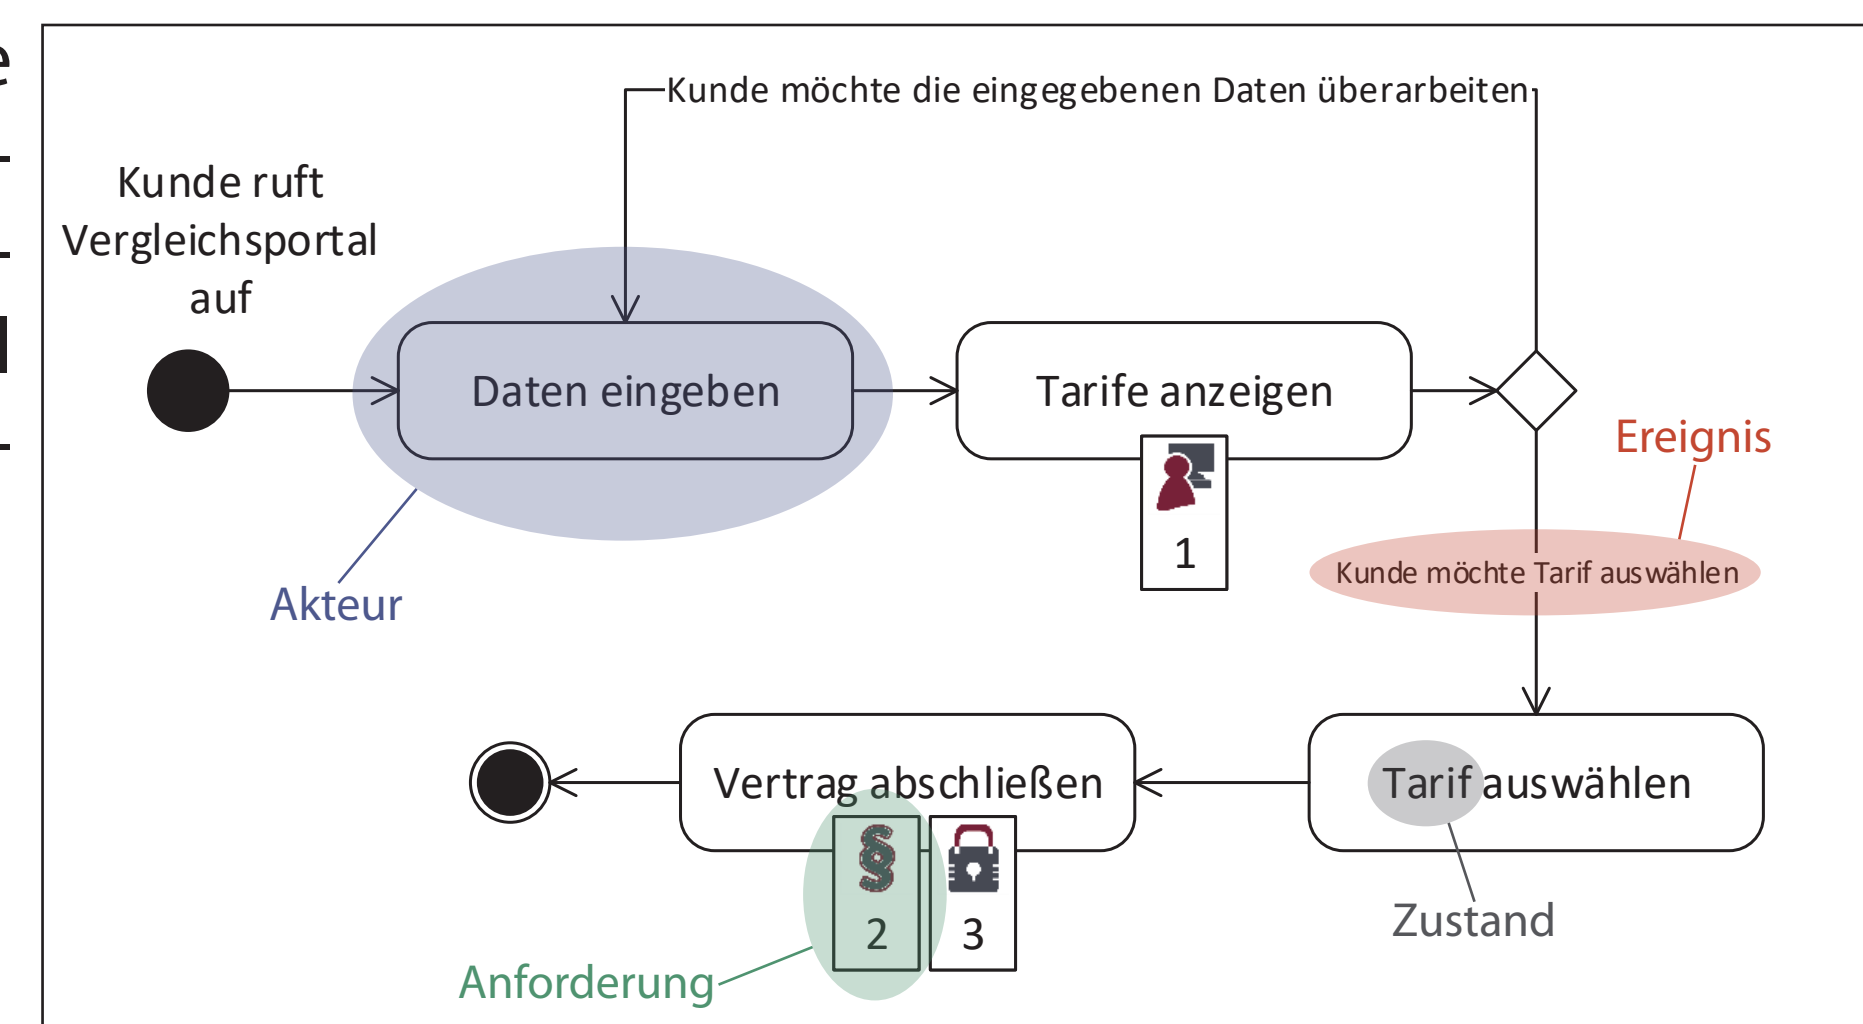 e
Kunde möchte die eingegebenen Daten überarbeiten
Kunde ruft
Vergleichsportal
auf
Daten eingeben
Tarife anzeigen
1
Ereignis
Kunde möchte Tarif auswählen
Akteur
Vertrag abschließen
Tarif auswählen
§
2
3
Zustand
Anforderung